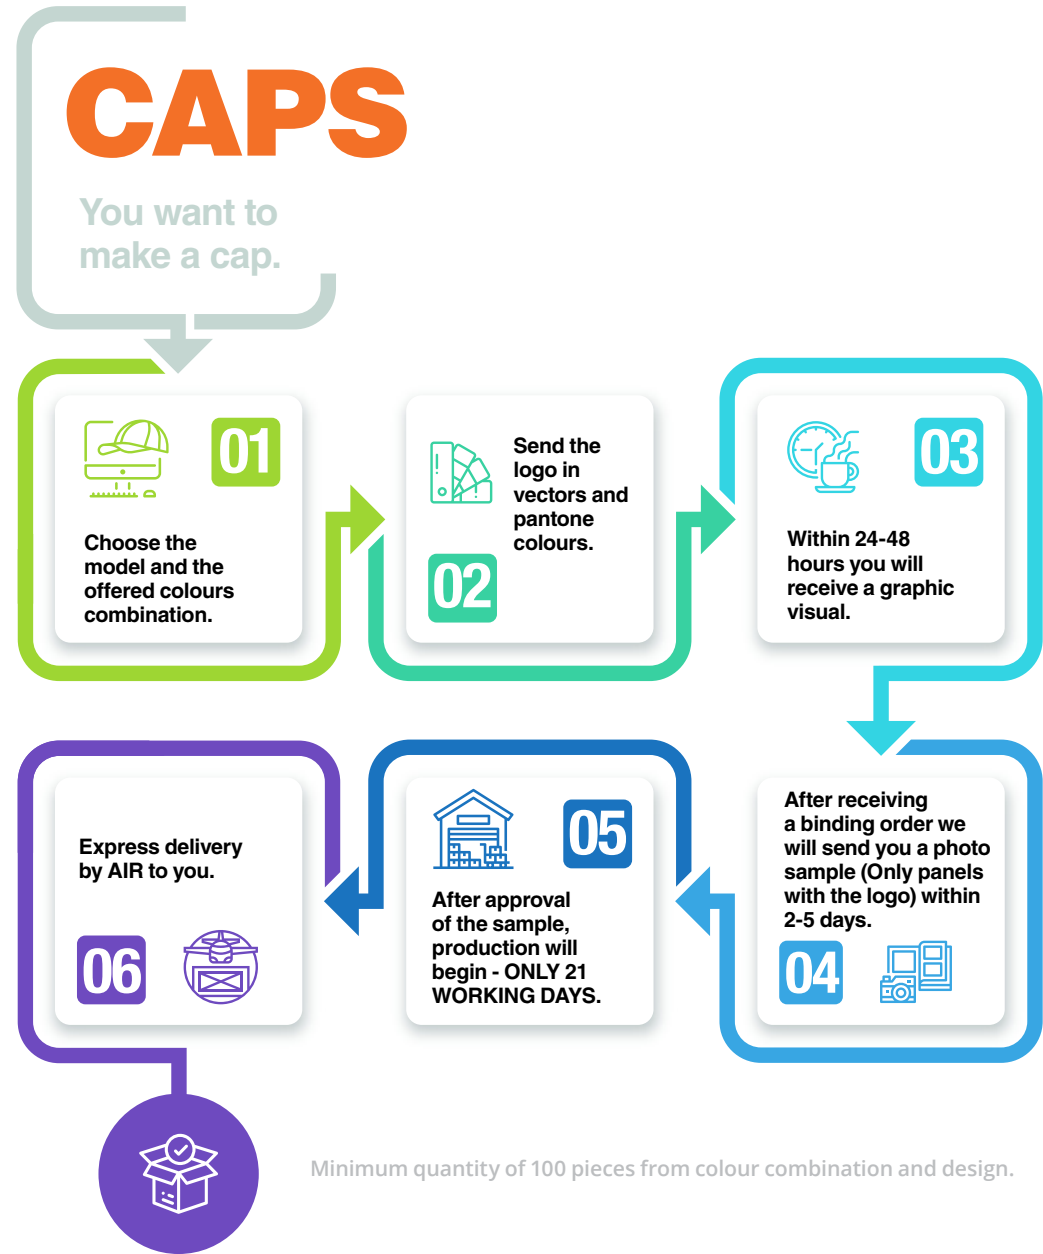 CAPS
You want to
make a cap.
01
Choose the
model and the
offered colours
combination.
Send the
logo in
vectors and
pantone
colours.
02
03
Within 24-48
hours you will
receive a graphic
visual.
After receiving
a binding order we
will send you a photo
sample (Only panels
with the logo) within
2-5 days.
04
05
After approval
of the sample,
production will
begin - ONLY 21
WORKING DAYS.
Express delivery
by AIR to you.
06
Minimum quantity of 100 pieces from colour combination and design.